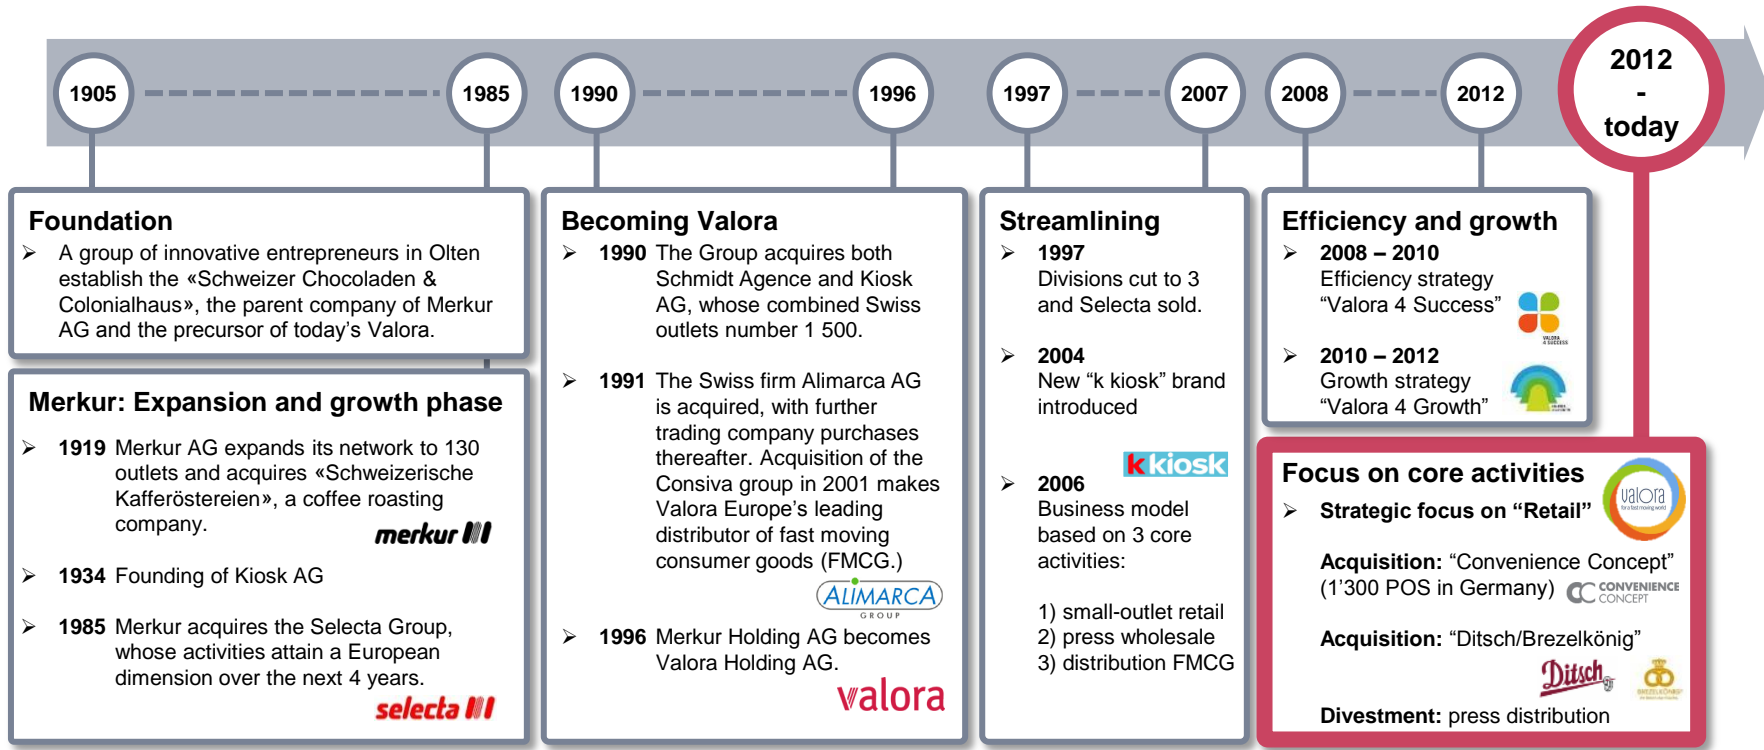 1905
1985
1990
1996
1997
2007
2008
2012
2012
-
today
Foundation
➢ A group of innovative entrepreneurs in Olten
establish the «Schweizer Chocoladen &
Colonialhaus», the parent company of Merkur
AG and the precursor of today’s Valora.
Merkur: Expansion and growth phase
➢ 1919 Merkur AG expands its network to 130
outlets and acquires «Schweizerische
Kafferöstereien», a coffee roasting
company.
merkur
➢ 1934 Founding of Kiosk AG
➢ 1985 Merkur acquires the Selecta Group,
whose activities attain a European
dimension over the next 4 years.
selecta
Becoming Valora
➢ 1990 The Group acquires both
Schmidt Agence and Kiosk
AG, whose combined Swiss
outlets number 1 500.
➢ 1991 The Swiss firm Alimarca AG
is acquired, with further
trading company purchases
thereafter. Acquisition of the
Consiva group in 2001 makes
Valora Europe’s leading
distributor of fast moving
consumer goods (FMCG.)
ALIMARCA
GROUP
➢ 1996 Merkur Holding AG becomes
Valora Holding AG.
valora
Streamlining
➢ 1997
Divisions cut to 3
and Selecta sold.
➢ 2004
New “k kiosk” brand
introduced
k kiosk
➢ 2006
Business model
based on 3 core
activities:
1) small-outlet retail
2) press wholesale
3) distribution FMCG
Efficiency and growth
➢ 2008 – 2010
Efficiency strategy
“Valora 4 Success”
VALORA
4 SUCCESS
➢ 2010 – 2012
Growth strategy
“Valora 4 Growth”
Focus on core activities
valora
for a fast moving world
➢ Strategic focus on “Retail”
Acquisition: “Convenience Concept”
(1’300 POS in Germany)
CC CONVENIENCE
CONCEPT
Acquisition: “Ditsch/Brezelkönig”
Ditsch
BREZELKÖNIG
Divestment: press distribution